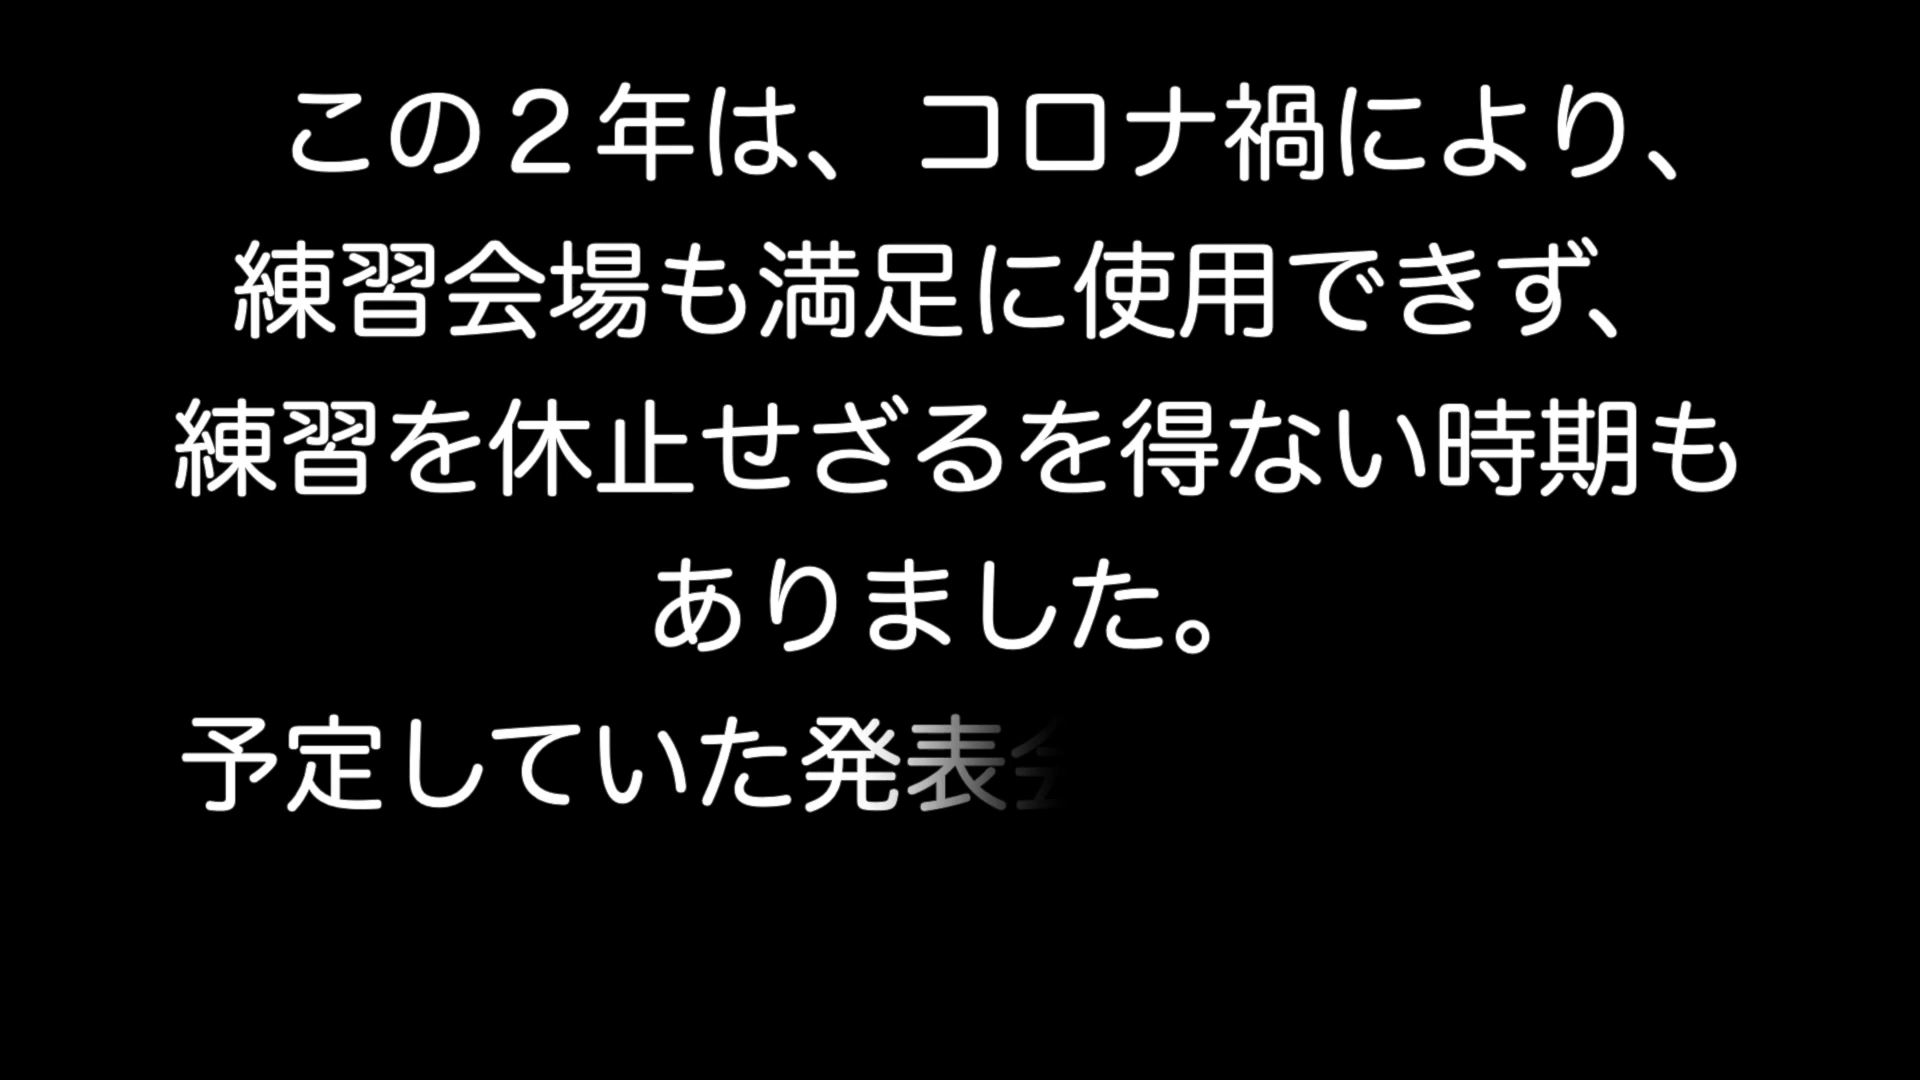 この２年は、コロナ禍により、
練習会場も満足に使用できず、
練習を休止せざるを得ない時期も
ありました。
予定していた発表会